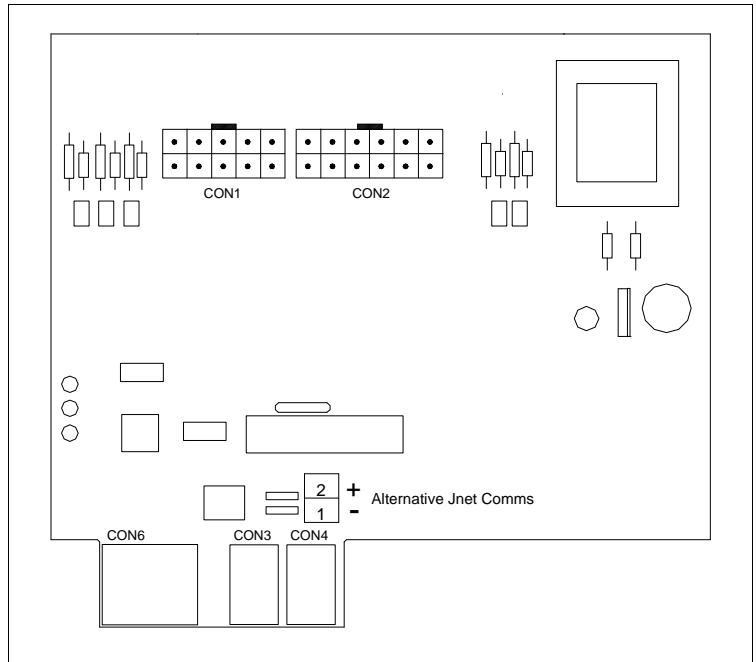 CON1
CON2
2 +
Alternative Jnet Comms
1 -
CON6
CON3
CON4